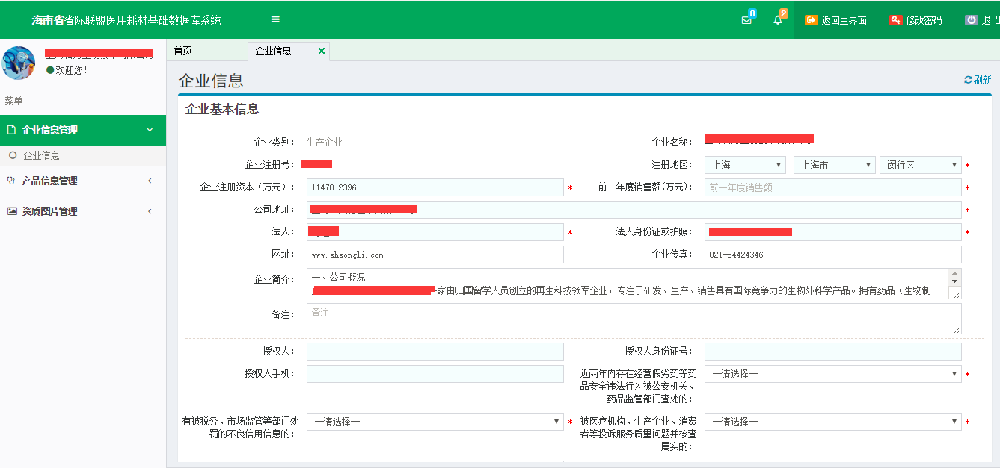 海南省省际联盟医用耗材基础数据库系统
0
2
返回主界面
修改密码
退 出
欢迎您!
菜单
企业信息管理
企业信息
产品信息管理
资质图片管理
首页
企业信息
企业信息
刷新
企业基本信息
企业类别: 生产企业
企业名称:
企业注册号:
注册地区: 上海 上海市 闵行区 *
企业注册资本（万元）: 11470.2396 *
前一年度销售额(万元): 前一年度销售额 *
公司地址: *
法人: *
法人身份证或护照: *
网址: www.shsongli.com
企业传真: 021-54424346
企业简介: 一、公司概况
家由归国留学人员创立的再生科技领军企业，专注于研发、生产、销售具有国际竞争力的生物外科学产品。拥有药品（生物制
备注: 备注
授权人:
授权人身份证号:
授权人手机:
近两年内存在经营假劣药等药
品安全违法行为被公安机关、
药品监管部门查处的:
—请选择— *
有被税务、市场监管等部门处
罚的不良信用信息的:
—请选择— *
被医疗机构、生产企业、消费
者等投诉服务质量问题并核查
属实的:
—请选择— *